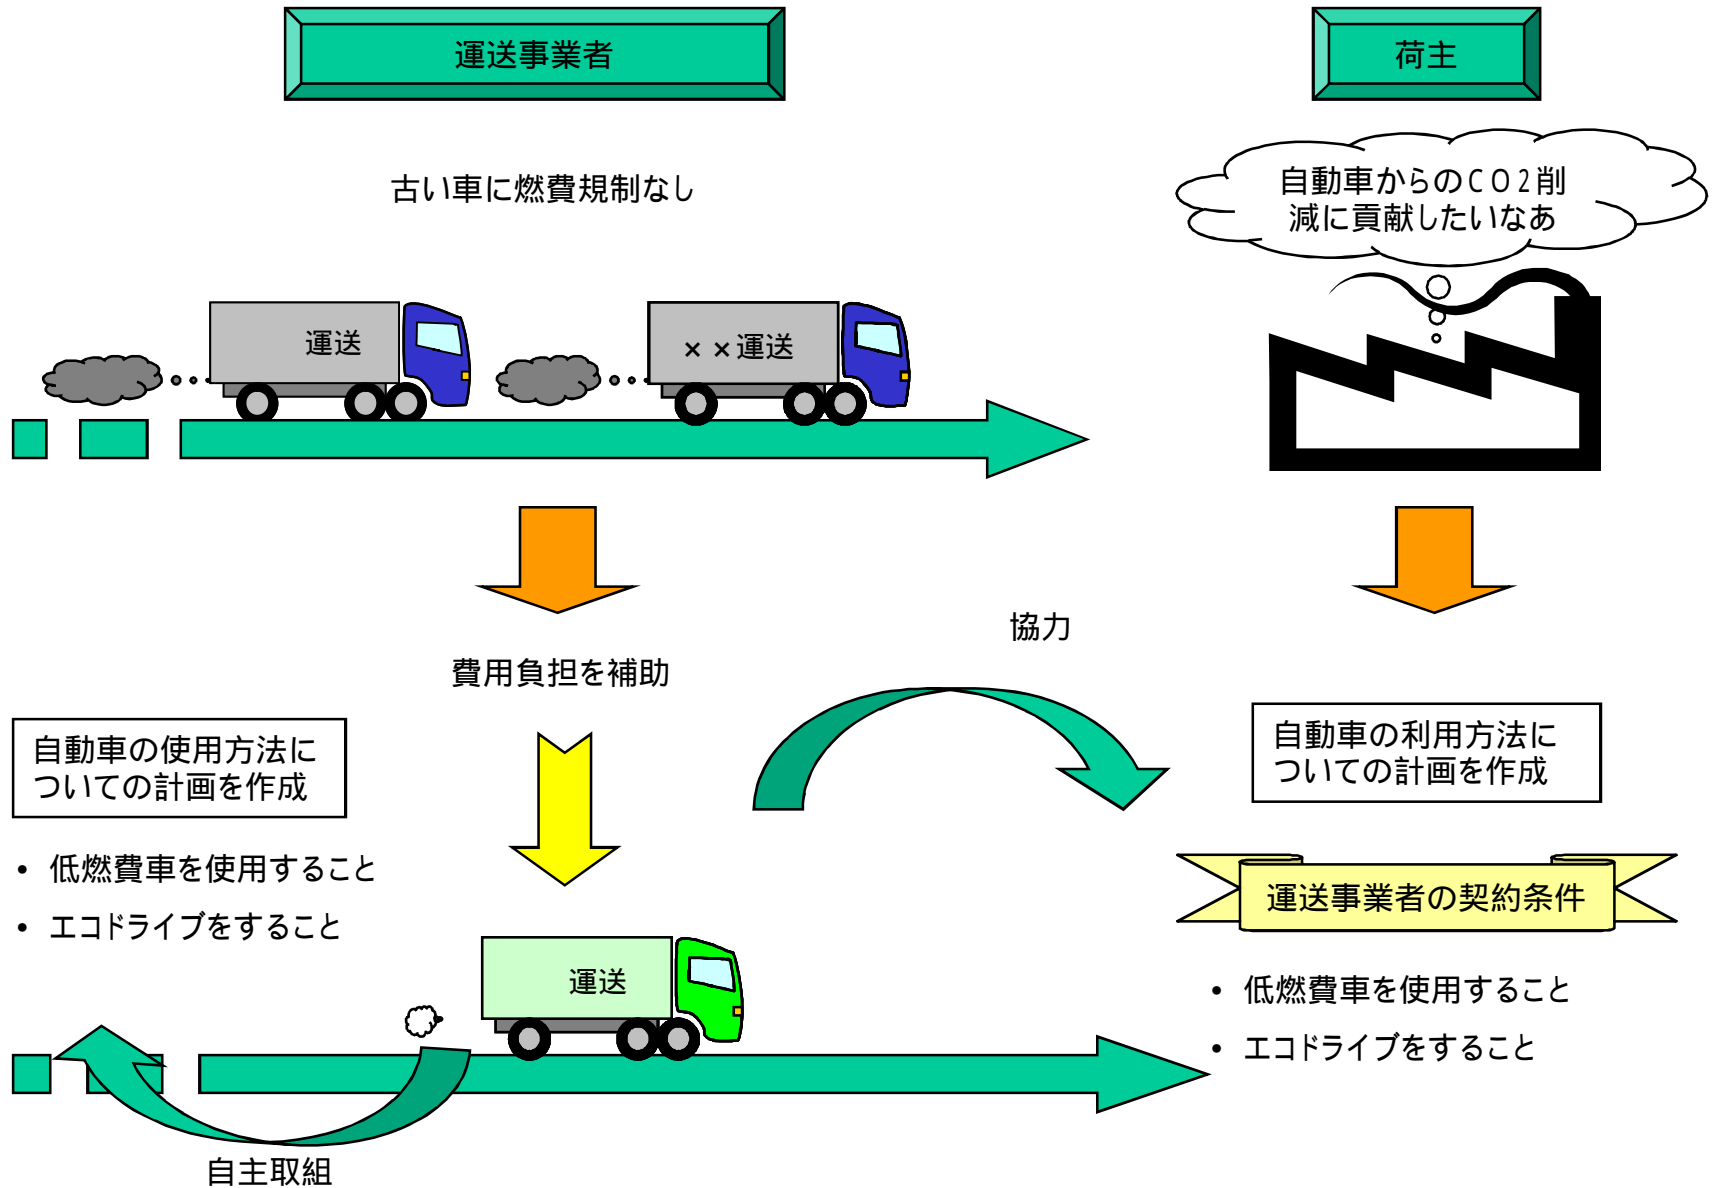 運送事業者
荷主
古い車に燃費規制なし
自動車からのCO2削
減に貢献したいなあ
運送
××運送
協力
費用負担を補助
自動車の使用方法に
ついての計画を作成
自動車の利用方法に
ついての計画を作成
• 低燃費車を使用すること
• エコドライブをすること
運送事業者の契約条件
運送
• 低燃費車を使用すること
• エコドライブをすること
自主取組